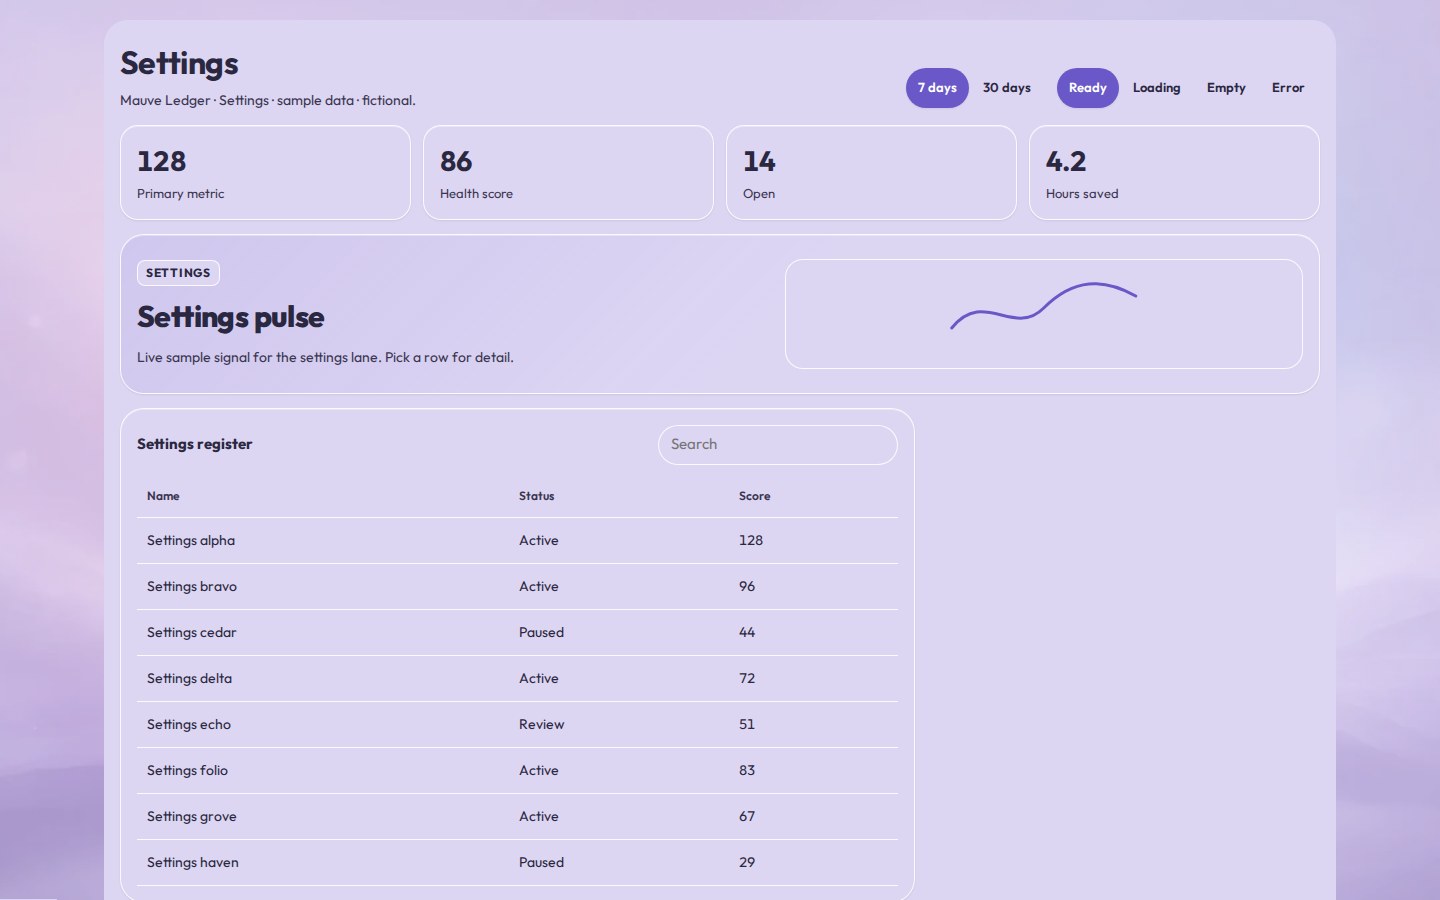 Settings
Mauve Ledger · Settings · sample data · fictional.
7 days 30 days Ready Loading Empty Error
128 86 14 4.2
Primary metric Health score Open Hours saved
SETTINGS
Settings pulse
Live sample signal for the settings lane. Pick a row for detail.
Settings register Search
Name Status Score
Settings alpha Active 128
Settings bravo Active 96
Settings cedar Paused 44
Settings delta Active 72
Settings echo Review 51
Settings folio Active 83
Settings grove Active 67
Settings haven Paused 29